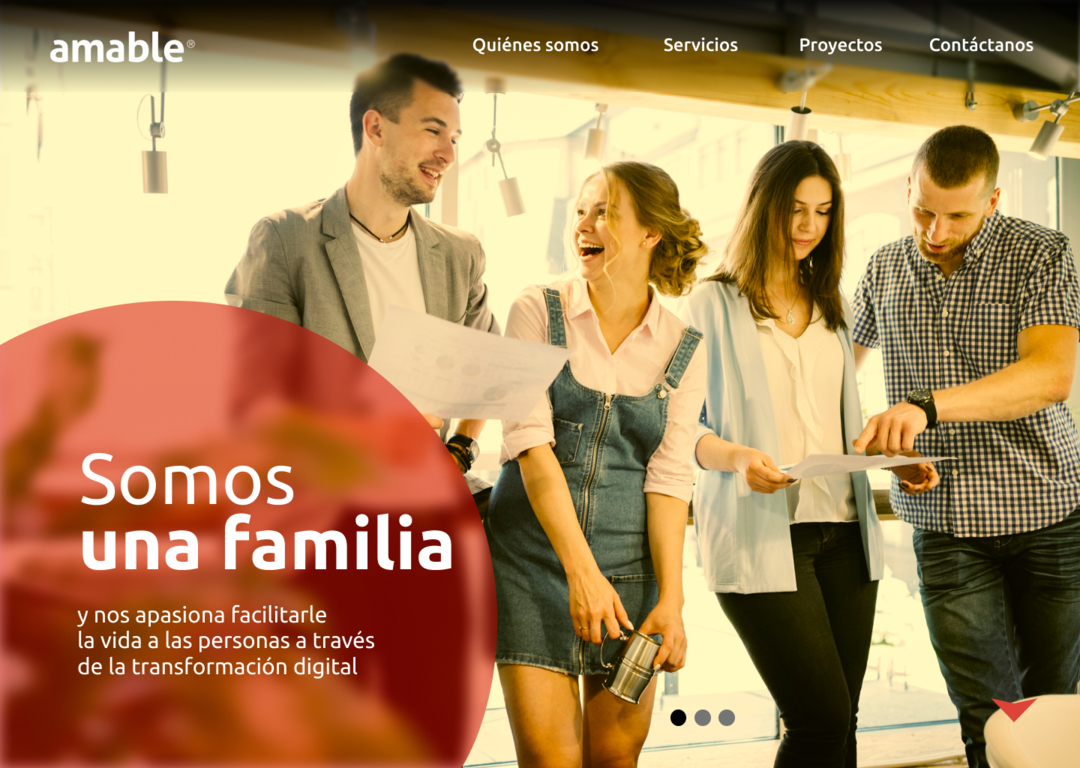 amable®
Quiénes somos
Servicios
Proyectos
Contáctanos
Somos
una familia
y nos apasiona facilitarle
la vida a las personas a través
de la transformación digital